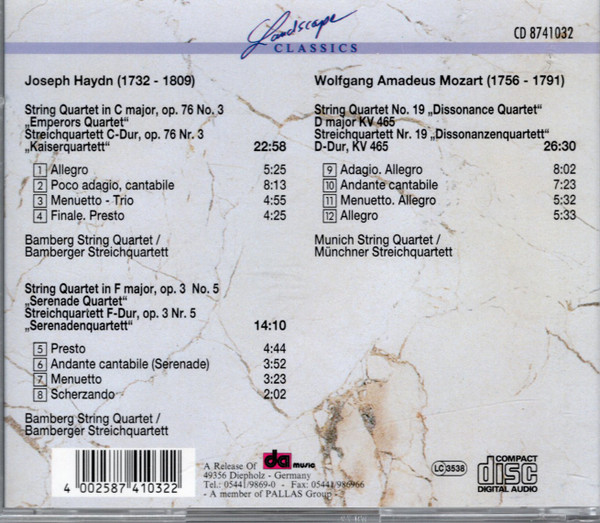 Landscape
CLASSICS
CD 8741032
Joseph Haydn (1732 - 1809)
String Quartet in C major, op. 76 No. 3
„Emperors Quartet“
Streichquartett C-Dur, op. 76 Nr. 3
„Kaiserquartett“ 22:58
1 Allegro 5:25
2 Poco adagio, cantabile 8:13
3 Menuetto - Trio 4:55
4 Finale. Presto 4:25
Bamberg String Quartet /
Bamberger Streichquartett
String Quartet in F major, op. 3 No. 5
„Serenade Quartet“
Streichquartett F-Dur, op. 3 Nr. 5
„Serenadenquartett“ 14:10
5 Presto 4:44
6 Andante cantabile (Serenade) 3:52
7 Menuetto 3:23
8 Scherzando 2:02
Bamberg String Quartet /
Bamberger Streichquartett
Wolfgang Amadeus Mozart (1756 - 1791)
String Quartet No. 19 „Dissonance Quartet“
D major KV 465
Streichquartett Nr. 19 „Dissonanzenquartett“
D-Dur, KV 465 26:30
9 Adagio. Allegro 8:02
10 Andante cantabile 7:23
11 Menuetto. Allegro 5:32
12 Allegro 5:33
Munich String Quartet /
Münchner Streichquartett
4 002587 410322
A Release Of da music
49356 Diepholz - Germany
Tel.: 05441/9869-0 - Fax: 05441/986966
- A member of PALLAS Group -
LC 3538
COMPACT
disc
DIGITAL AUDIO